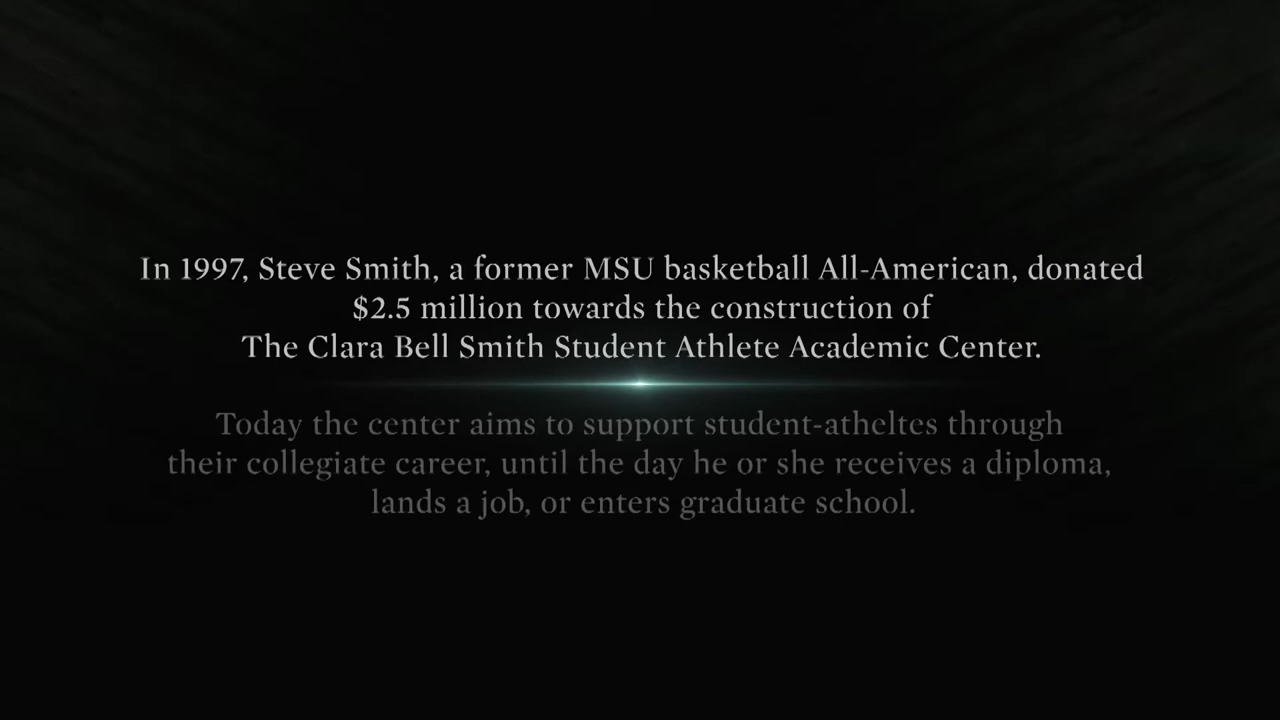 In 1997, Steve Smith, a former MSU basketball All-American, donated
$2.5 million towards the construction of
The Clara Bell Smith Student Athlete Academic Center.
Today the center aims to support student-atheltes through
their collegiate career, until the day he or she receives a diploma,
lands a job, or enters graduate school.